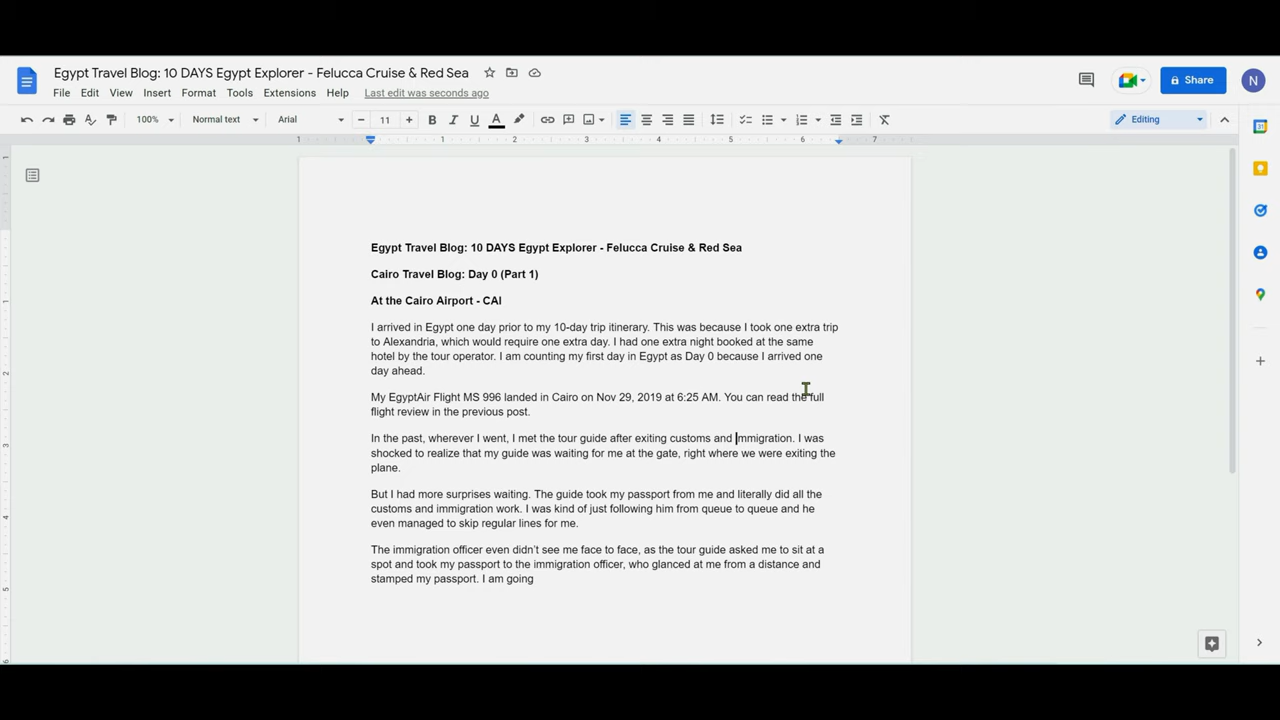 Egypt Travel Blog: 10 DAYS Egypt Explorer - Felucca Cruise & Red Sea
File Edit View Insert Format Tools Extensions Help Last edit was seconds ago
Share
N
100% Normal text Arial - 11 + B I U A Editing
1 1 2 3 4 5 6 7
Egypt Travel Blog: 10 DAYS Egypt Explorer - Felucca Cruise & Red Sea
Cairo Travel Blog: Day 0 (Part 1)
At the Cairo Airport - CAI
I arrived in Egypt one day prior to my 10-day trip itinerary. This was because I took one extra trip
to Alexandria, which would require one extra day. I had one extra night booked at the same
hotel by the tour operator. I am counting my first day in Egypt as Day 0 because I arrived one
day ahead.
My EgyptAir Flight MS 996 landed in Cairo on Nov 29, 2019 at 6:25 AM. You can read the full
flight review in the previous post.
In the past, wherever I went, I met the tour guide after exiting customs and immigration. I was
shocked to realize that my guide was waiting for me at the gate, right where we were exiting the
plane.
But I had more surprises waiting. The guide took my passport from me and literally did all the
customs and immigration work. I was kind of just following him from queue to queue and he
even managed to skip regular lines for me.
The immigration officer even didn't see me face to face, as the tour guide asked me to sit at a
spot and took my passport to the immigration officer, who glanced at me from a distance and
stamped my passport. I am going